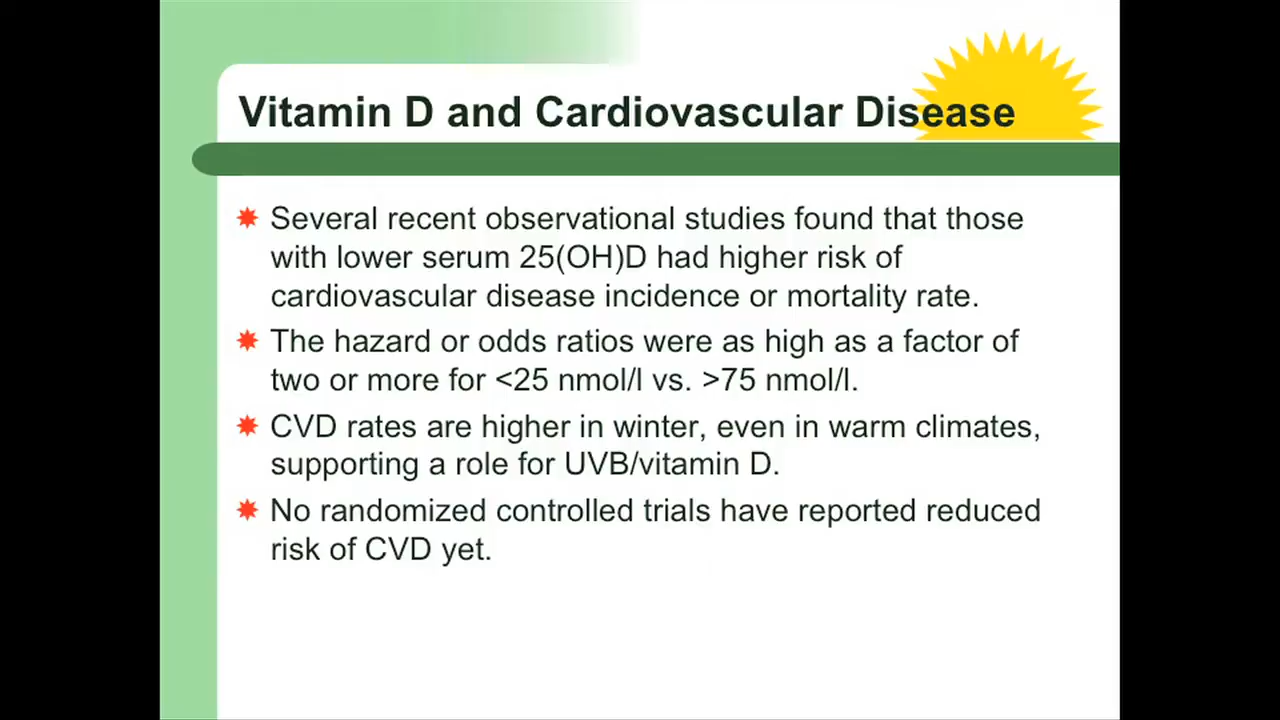 Vitamin D and Cardiovascular Disease
Several recent observational studies found that those
with lower serum 25(OH)D had higher risk of
cardiovascular disease incidence or mortality rate.
The hazard or odds ratios were as high as a factor of
two or more for <25 nmol/l vs. >75 nmol/l.
CVD rates are higher in winter, even in warm climates,
supporting a role for UVB/vitamin D.
No randomized controlled trials have reported reduced
risk of CVD yet.